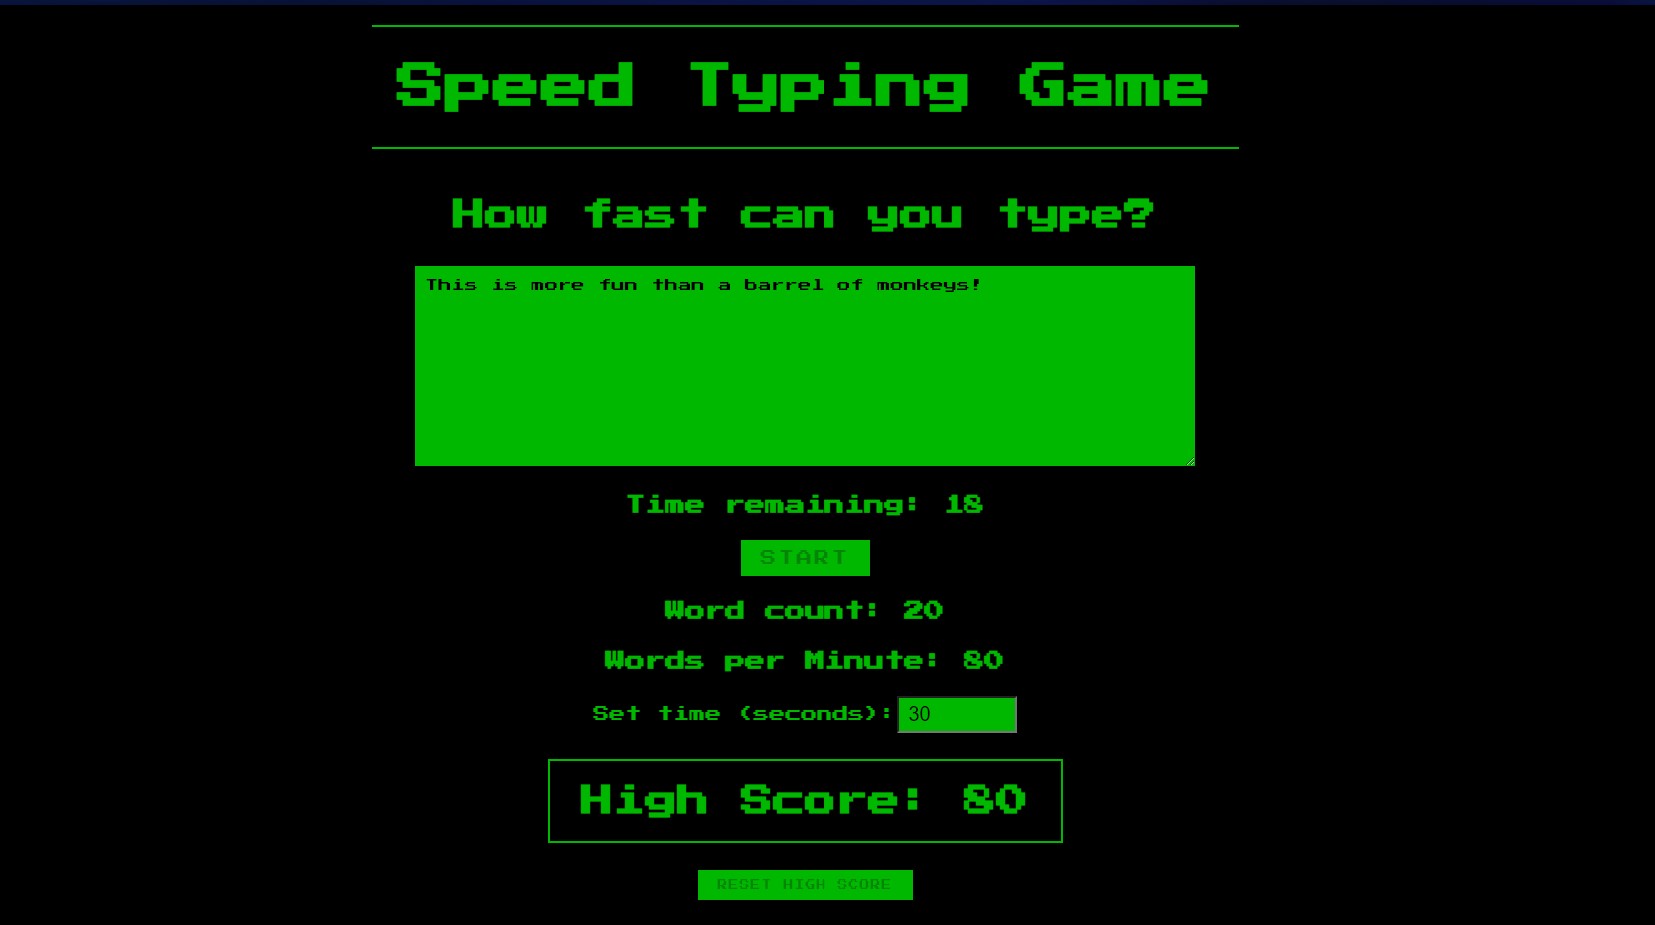 Speed Typing Game
How fast can you type?
This is more fun than a barrel of monkeys!
Time remaining: 18
START
Word count: 20
Words per Minute: 80
Set time (seconds): 30
High Score: 80
RESET HIGH SCORE